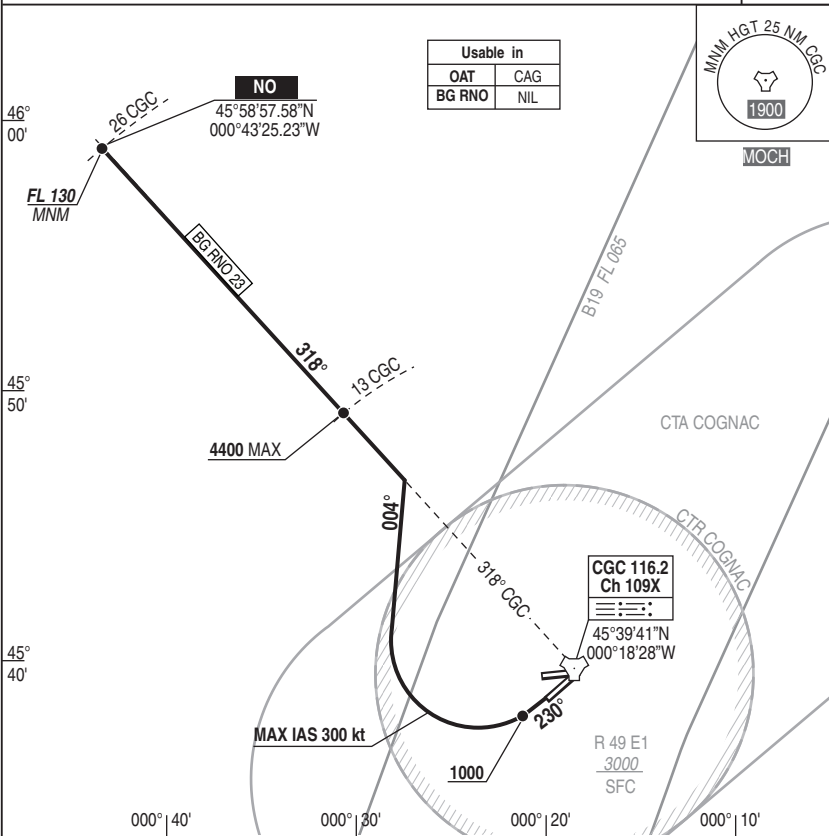 Usable in
OAT CAG
BG RNO NIL
MNM HGT 25 NM CGC
1900
MOCH
26 CGC
NO
45°58'57.58"N
000°43'25.23"W
46°
00'
FL 130
MNM
BG RNO 23
B19 FL 065
318°
13 CGC
45°
50'
4400 MAX
CTA COGNAC
004°
CTR COGNAC
318° CGC
CGC 116.2
Ch 109X
45°39'41"N
000°18'28"W
45°
40'
230°
MAX IAS 300 kt
1000
R 49 E1
3000
SFC
000° 40'
000° 30'
000° 20'
000° 10'